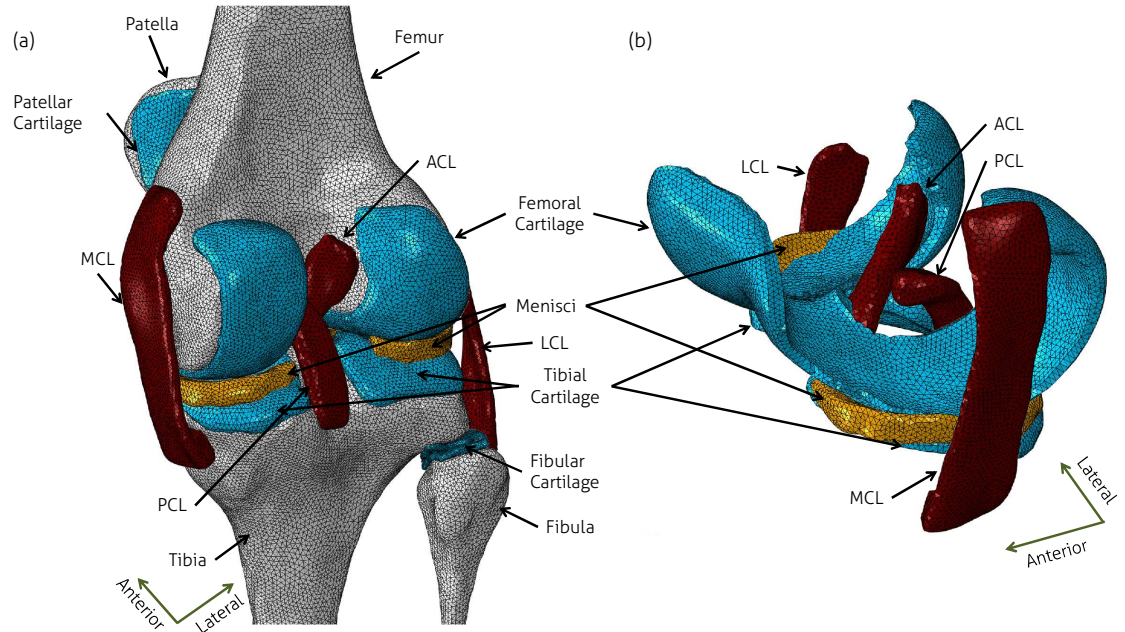 (a)
Patella
Femur
Patellar
Cartilage
ACL
Femoral
Cartilage
MCL
Menisci
LCL
Tibial
Cartilage
Fibular
Cartilage
PCL
Fibula
Tibia
Anterior
Lateral
(b)
ACL
LCL
PCL
MCL
Lateral
Anterior